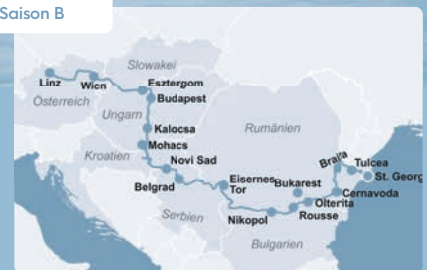 Saison B
Slowakei
Linz
Wien
Esztergom
Budapest
Österreich
Ungarn
Kalocsa
Rumänien
Kroatien
Mohacs
Novi Sad
Braila
Tulcea
St. Georg
Belgrad
Eisernes
Tor
Bukarest
Cernavoda
Olterita
Serbien
Nikopol
Rousse
Bulgarien